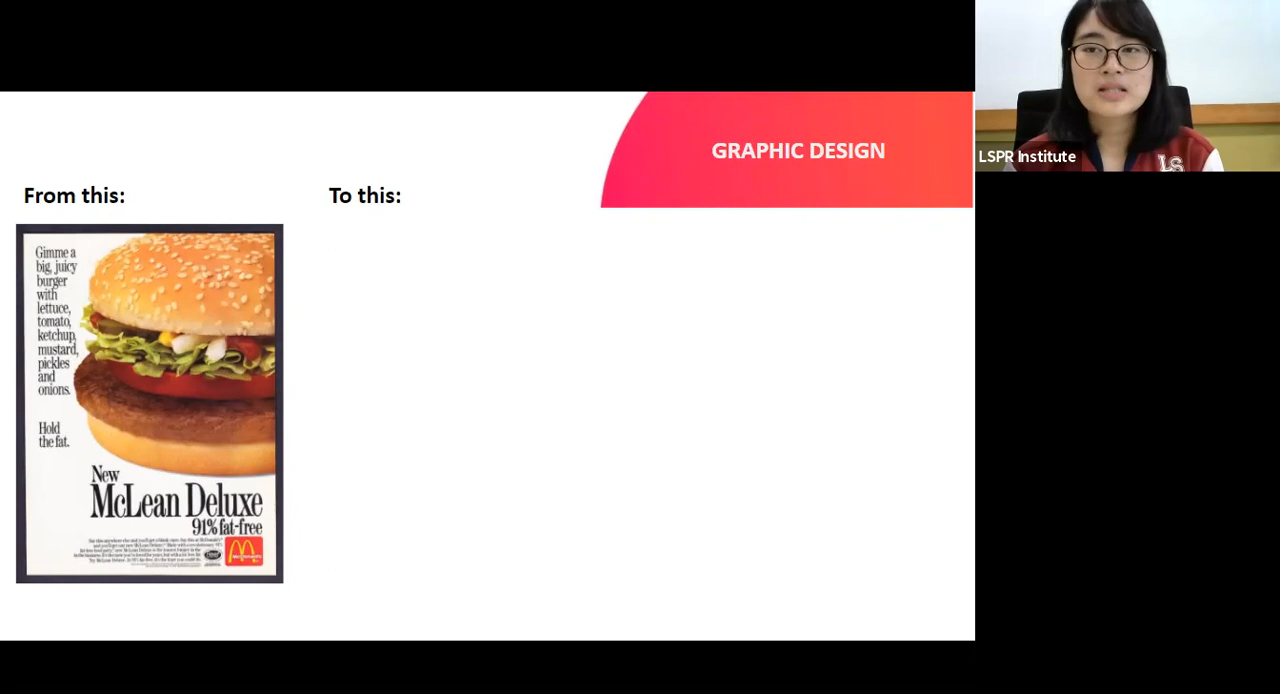 GRAPHIC DESIGN
LSPR Institute
LS
From this:
To this:
Gimme a
big, juicy
burger
with
lettuce,
tomato,
ketchup,
mustard,
pickles
and
onions.
Hold
the fat.
New
McLean Deluxe
91% fat-free